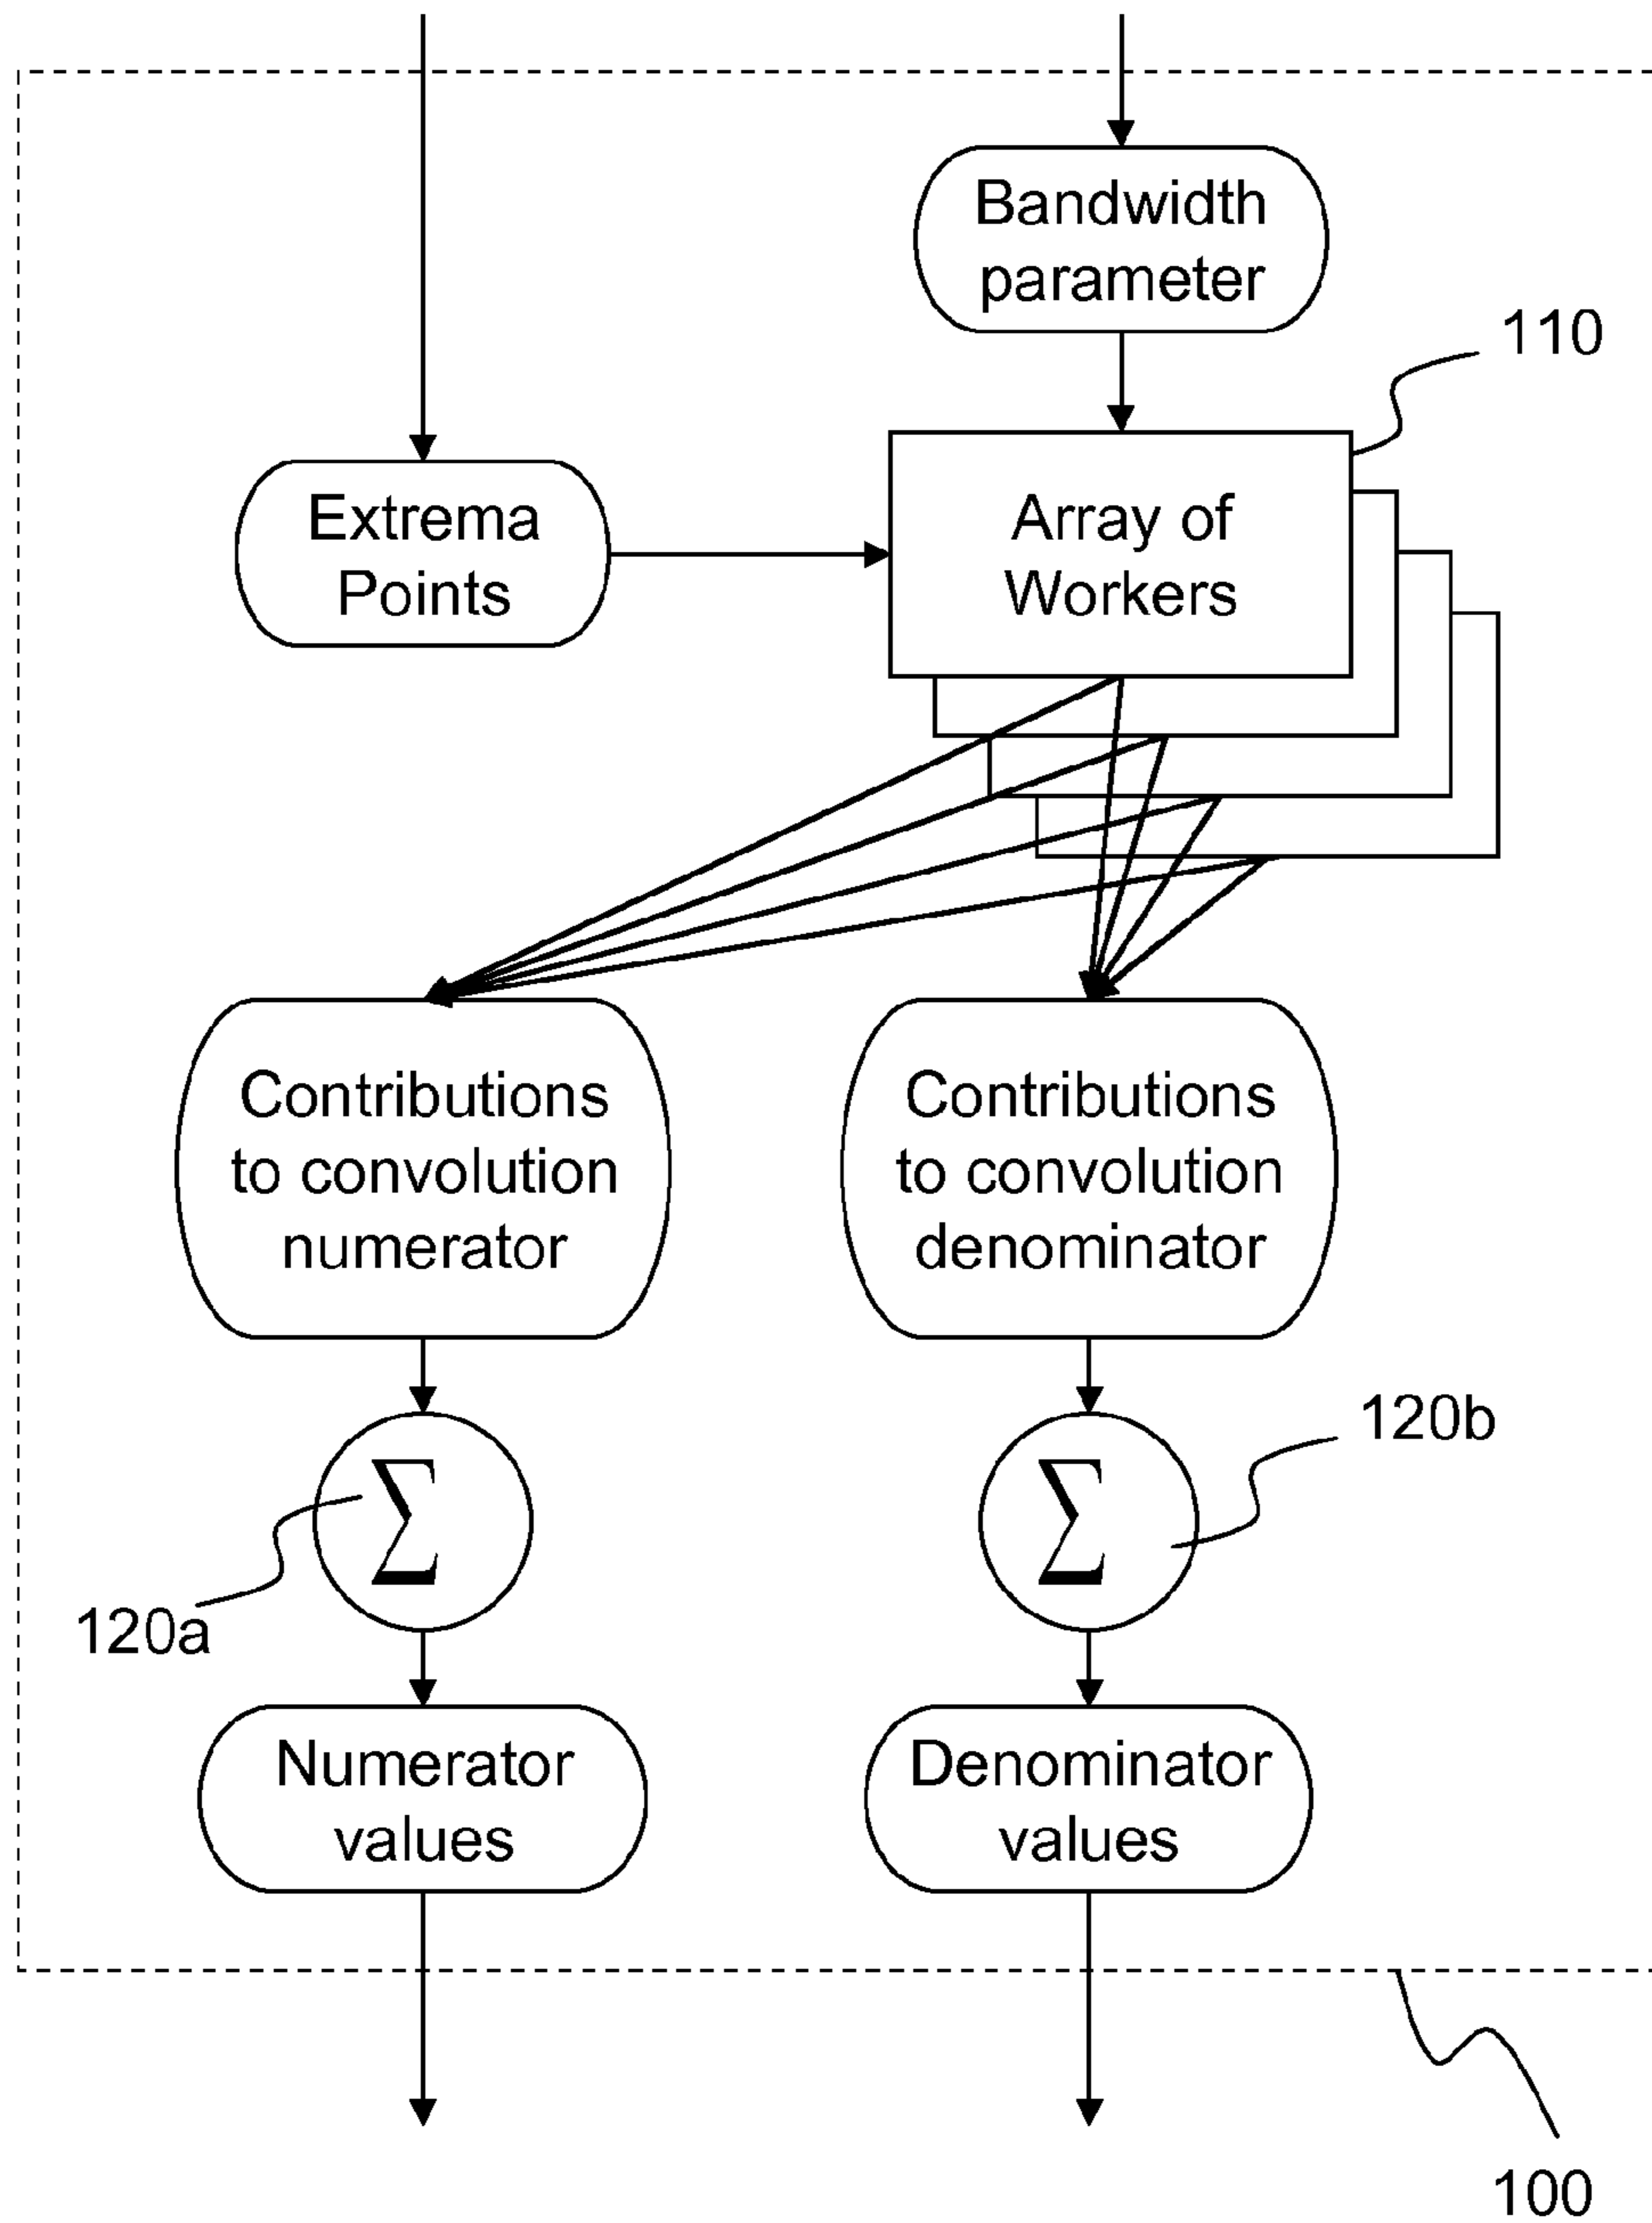 Bandwidth
parameter
110
Extrema
Points
Array of
Workers
Contributions
to convolution
numerator
Contributions
to convolution
denominator
120b
Σ
Σ
120a
Numerator
values
Denominator
values
100